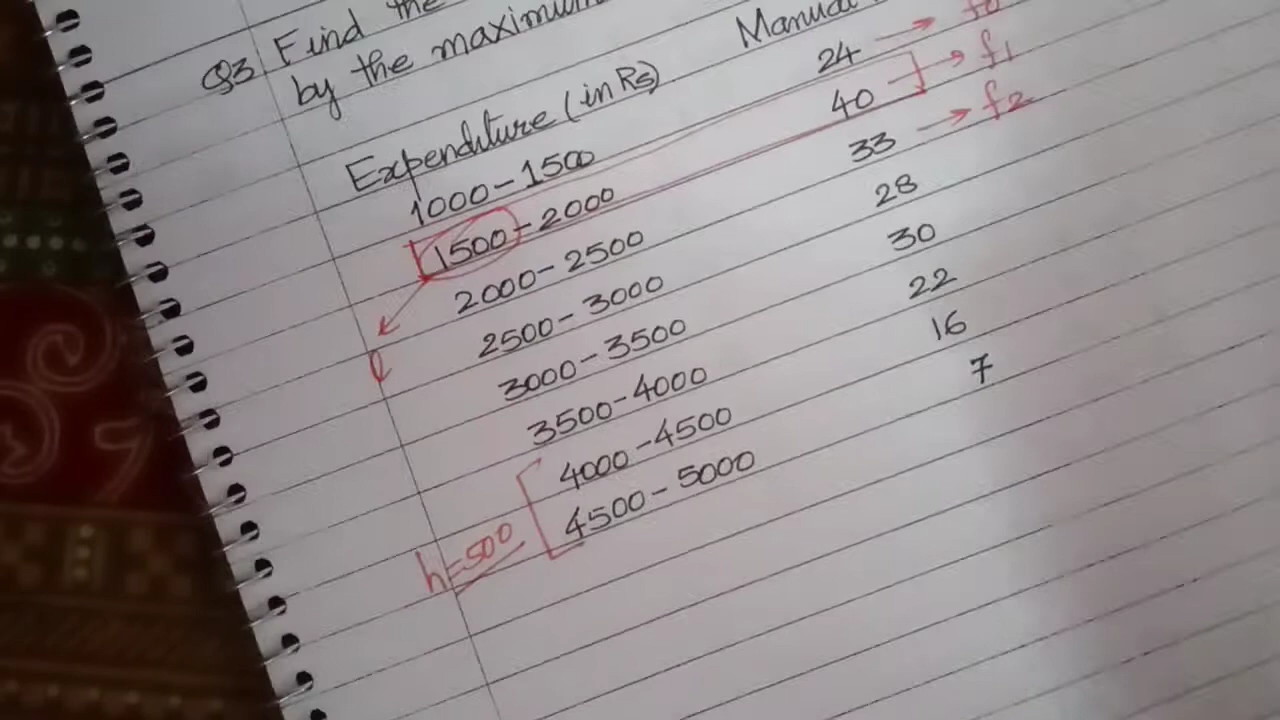 Q3 Find the
by the maximum
Expenditure (in Rs) Manual
1000-1500 24 → f0
1500-2000 40 → f1
2000-2500 33 → f2
2500-3000 28
3000-3500 30
3500-4000 22
4000-4500 16
4500-5000 7
l
h=500